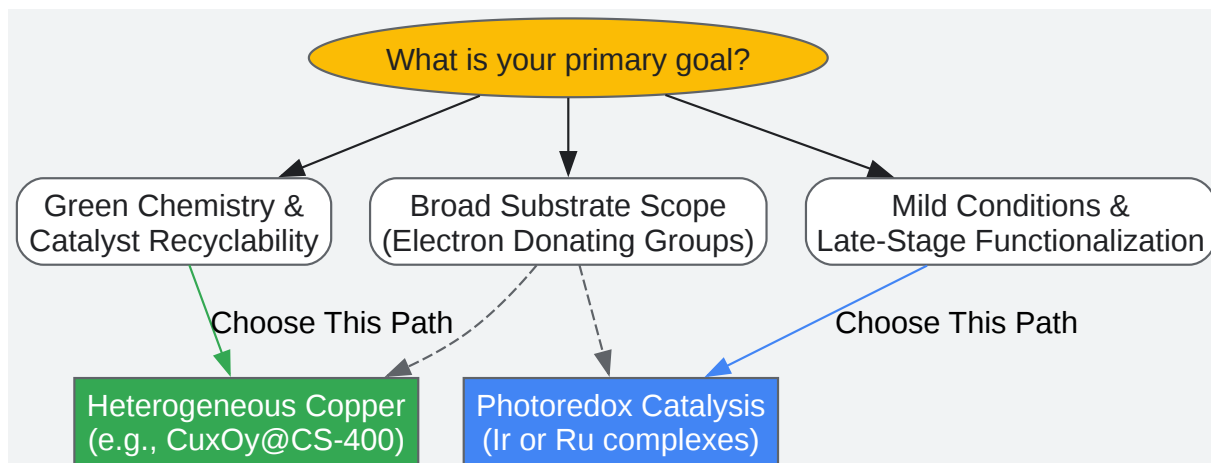 What is your primary goal?
Green Chemistry &
Catalyst Recyclability
Broad Substrate Scope
(Electron Donating Groups)
Mild Conditions &
Late-Stage Functionalization
Choose This Path
Choose This Path
Heterogeneous Copper
(e.g., CuxOy@CS-400)
Photoredox Catalysis
(Ir or Ru complexes)